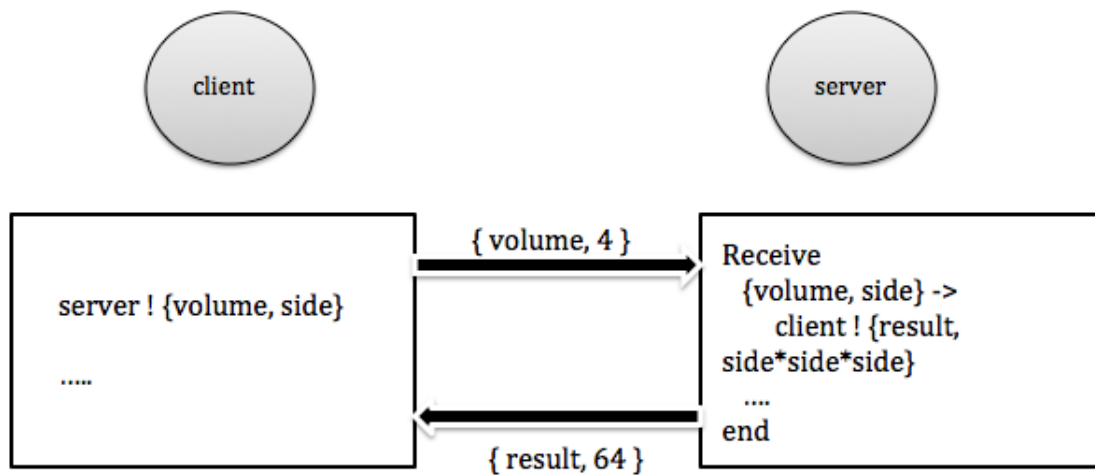 client
server
{ volume, 4 }
server ! {volume, side}
…..
Receive
{volume, side} ->
client ! {result,
side*side*side}
….
end
{ result, 64 }